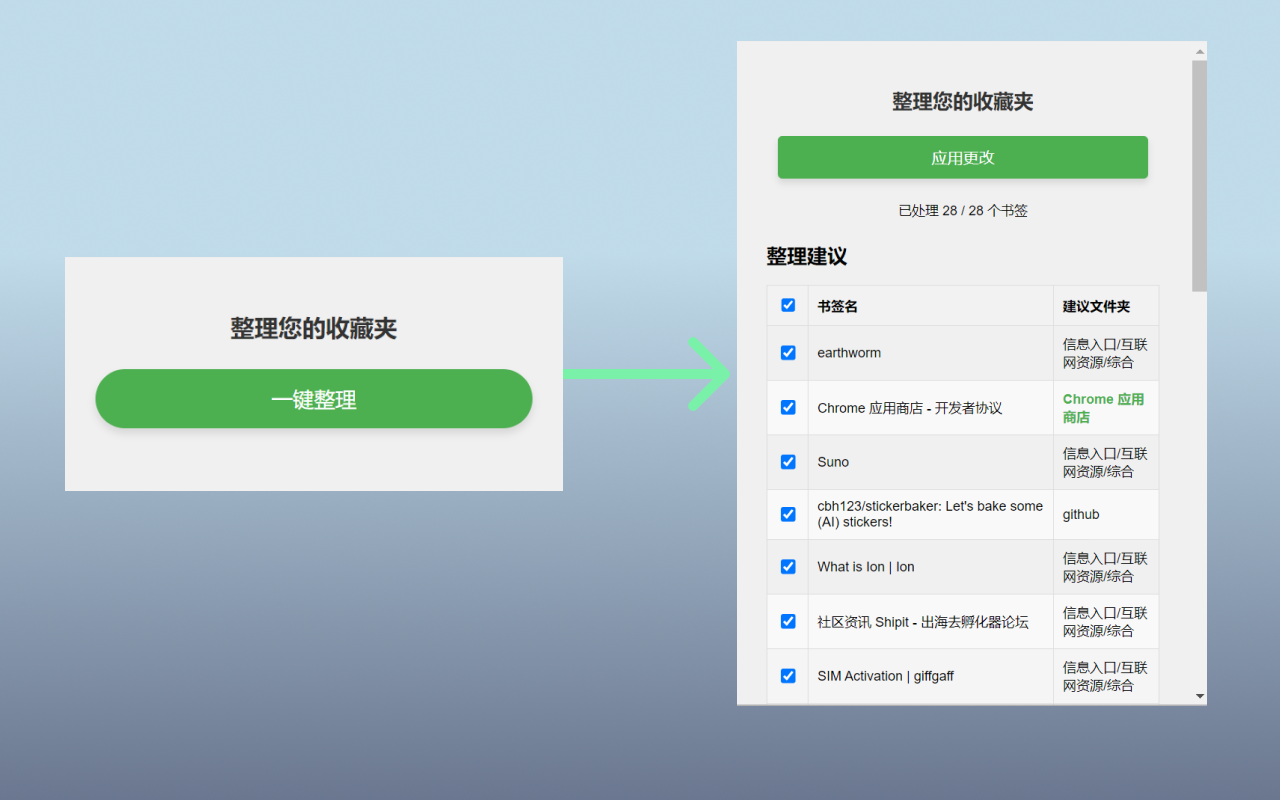 整理您的收藏夹
一键整理
整理您的收藏夹
应用更改
已处理 28 / 28 个书签
整理建议
书签名 建议文件夹
earthworm 信息入口/互联
网资源/综合
Chrome 应用商店 - 开发者协议 Chrome 应用
商店
Suno 信息入口/互联
网资源/综合
cbh123/stickerbaker: Let's bake some
(AI) stickers!
github
What is Ion | Ion 信息入口/互联
网资源/综合
社区资讯 Shipit - 出海去孵化器论坛 信息入口/互联
网资源/综合
SIM Activation | giffgaff 信息入口/互联
网资源/综合